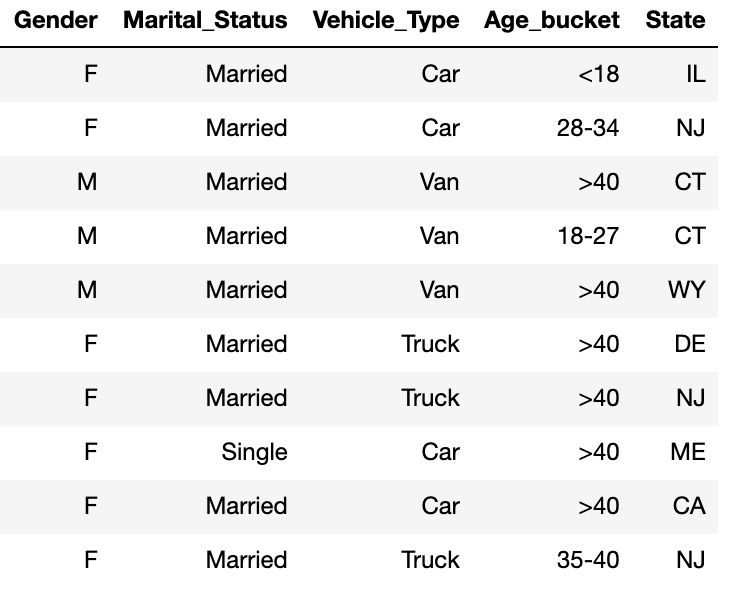 Gender Marital_Status Vehicle_Type Age_bucket State
F Married Car <18 IL
F Married Car 28-34 NJ
M Married Van >40 CT
M Married Van 18-27 CT
M Married Van >40 WY
F Married Truck >40 DE
F Married Truck >40 NJ
F Single Car >40 ME
F Married Car >40 CA
F Married Truck 35-40 NJ